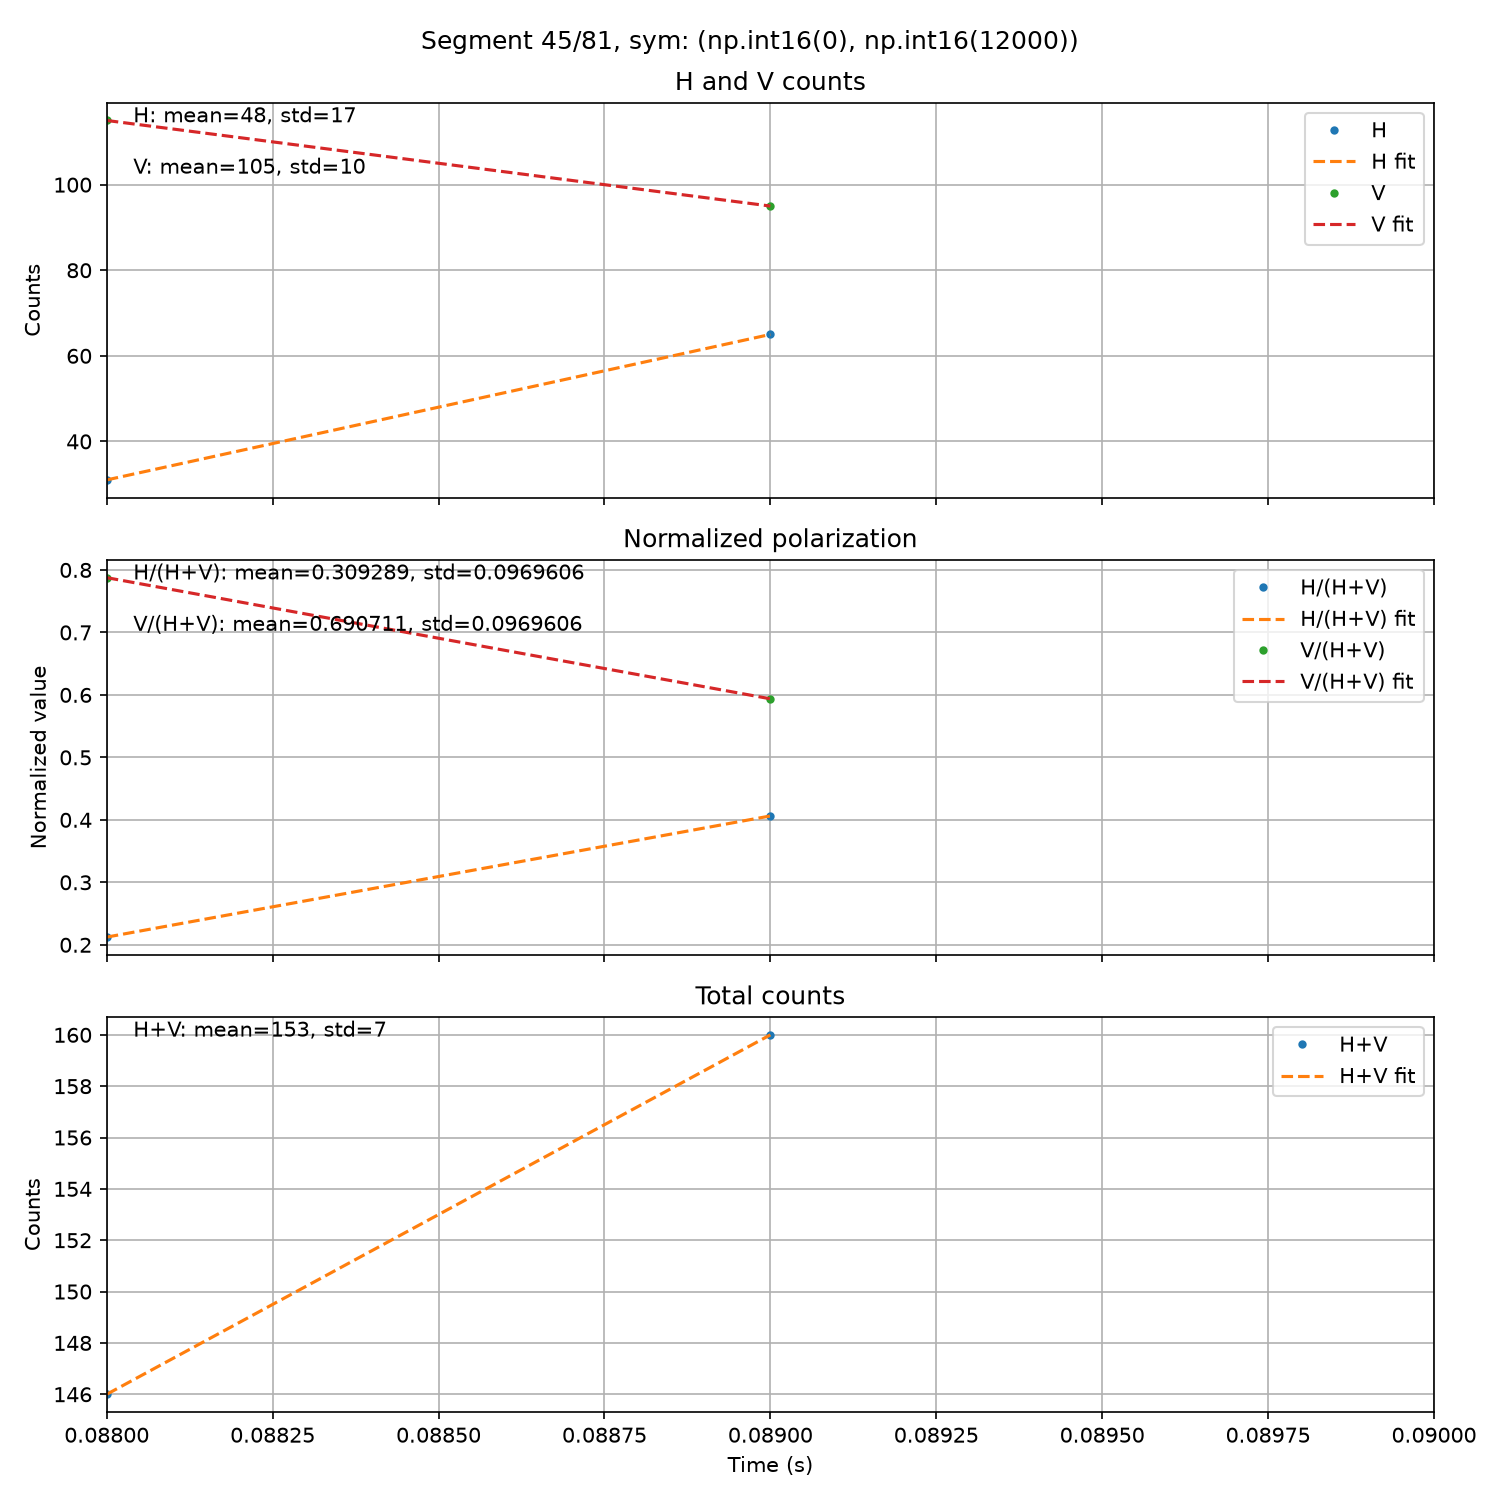 Segment 45/81, sym: (np.int16(0), np.int16(12000))
H and V counts
H: mean=48, std=17
V: mean=105, std=10
H
H fit
V
V fit
100
80
60
40
Counts
Normalized polarization
H/(H+V): mean=0.309289, std=0.0969606
V/(H+V): mean=0.690711, std=0.0969606
H/(H+V)
H/(H+V) fit
V/(H+V)
V/(H+V) fit
0.8
0.7
0.6
0.5
0.4
0.3
0.2
Normalized value
Total counts
H+V: mean=153, std=7
H+V
H+V fit
160
158
156
154
152
150
148
146
Counts
0.08800 0.08825 0.08850 0.08875 0.08900 0.08925 0.08950 0.08975 0.09000
Time (s)